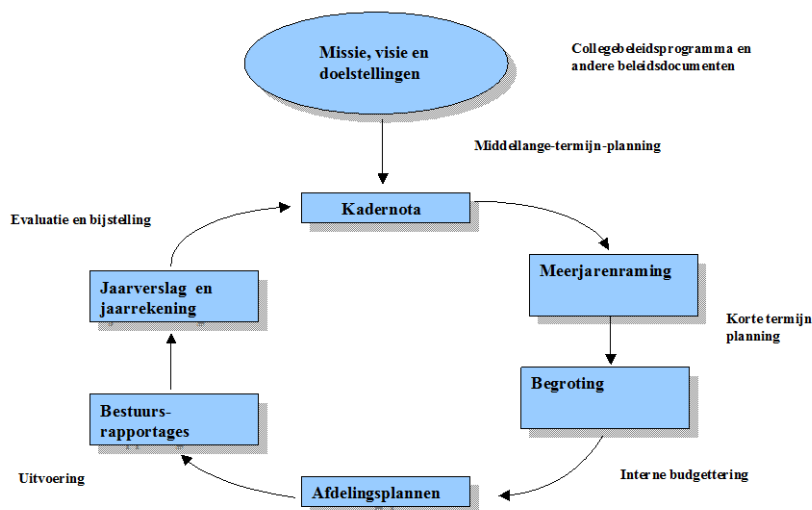 Missie, visie en
doelstellingen
Collegebeleidsprogramma en
andere beleidsdocumenten
Middellange-termijn-planning
Kadernota
Evaluatie en bijstelling
Meerjarenraming
Jaarverslag en
jaarrekening
Korte termijn
planning
Begroting
Bestuurs-
rapportages
Interne budgettering
Uitvoering
Afdelingsplannen